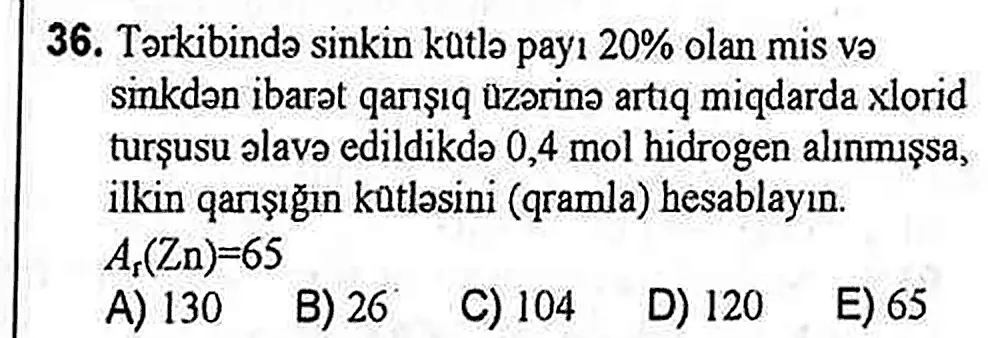 36. Tərkibində sinkin kütlə payı 20% olan mis və
sinkdən ibarət qarışıq üzərinə artıq miqdarda xlorid
turşusu əlavə edildikdə 0,4 mol hidrogen alınmışsa,
ilkin qarışığın kütləsini (qramla) hesablayın.
Aᵣ(Zn)=65
A) 130 B) 26 C) 104 D) 120 E) 65